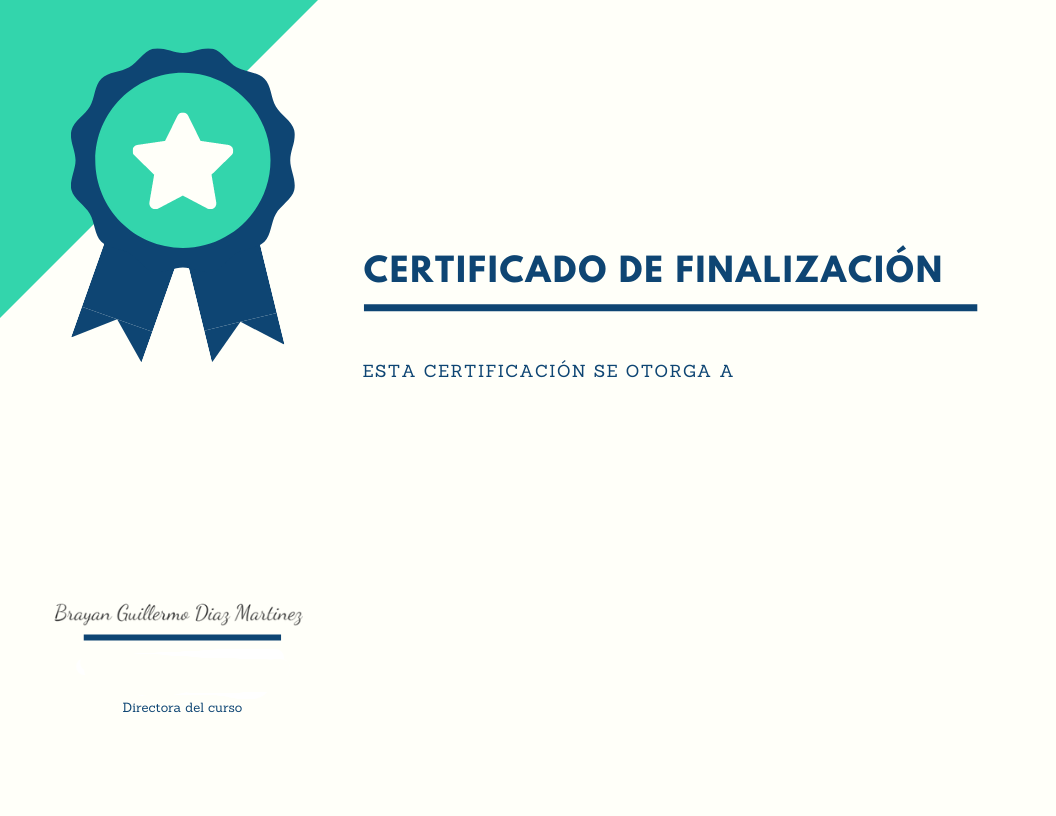 CERTIFICADO DE FINALIZACIÓN
ESTA CERTIFICACIÓN SE OTORGA A
Brayan Guillermo Diaz Martinez
Directora del curso